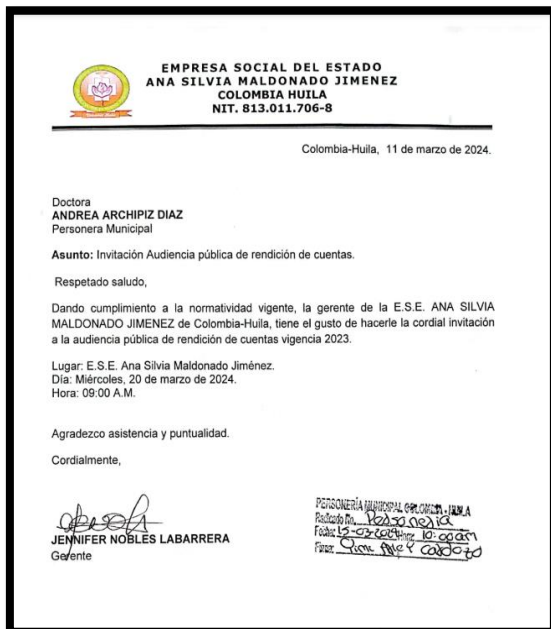 EMPRESA SOCIAL DEL ESTADO
ANA SILVIA MALDONADO JIMENEZ
COLOMBIA HUILA
NIT. 813.011.706-8
Colombia-Huila, 11 de marzo de 2024.
Doctora
ANDREA ARCHIPIZ DIAZ
Personera Municipal
Asunto: Invitación Audiencia pública de rendición de cuentas.
Respetado saludo,
Dando cumplimiento a la normatividad vigente, la gerente de la E.S.E. ANA SILVIA
MALDONADO JIMENEZ de Colombia-Huila, tiene el gusto de hacerle la cordial invitación
a la audiencia pública de rendición de cuentas vigencia 2023.
Lugar: E.S.E. Ana Silvia Maldonado Jiménez.
Día: Miércoles, 20 de marzo de 2024.
Hora: 09:00 A.M.
Agradezco asistencia y puntualidad.
Cordialmente,
JENNIFER NOBLES LABARRERA
Gerente
PERSONERÍA MUNICIPAL COLOMBIA - HUILA
Radicado No. Personeria
Fecha: 15-03-2024 Hora: 10:00am
Firma: Cardozo